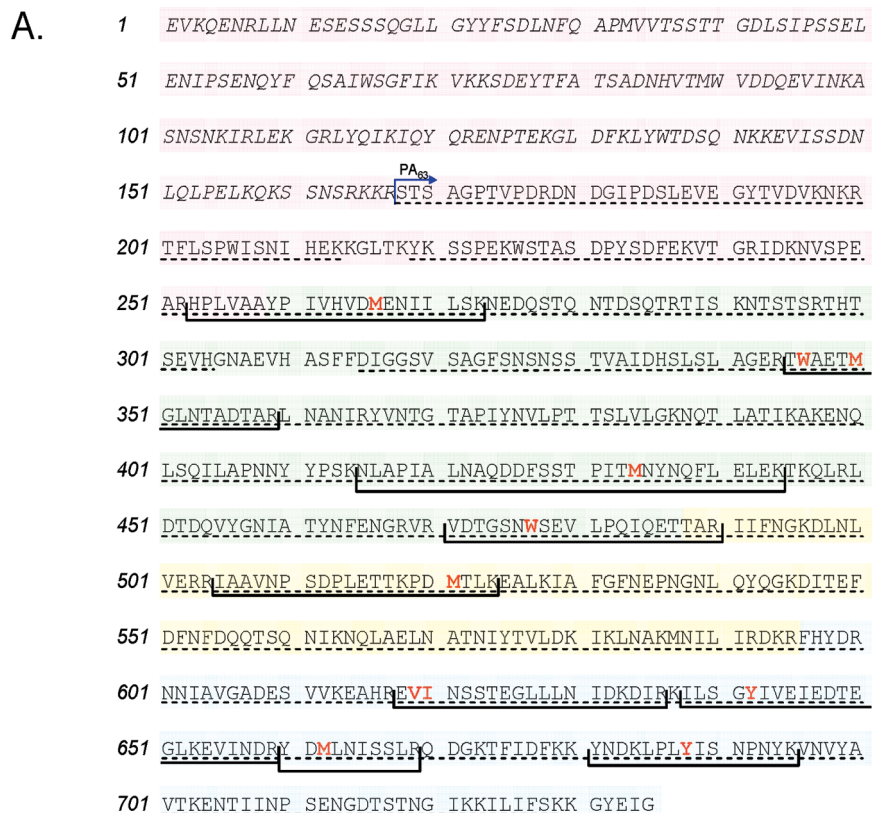 A.
1 EVKQENRLLN ESESSSQGLL GYYFSDLNFQ APMVVTSSTT GDLSIPSSEL
51 ENIPSENQYF QSAIWSGFIK VKKSDEYTFA TSADNHVTMW VDDQEVINKA
101 SNSNKIRLEK GRLYQIKIQY QRENPTEKGL DFKLYWTDSQ NKKEVISSDN
PA63
151 LQLPELKQKS SNSRKKRSTS AGPTVPDRDN DGIPDSLEVE GYTVDVKNKR
201 TFLSPWISNI HEKKGLTKYK SSPEKWSTAS DPYSDFEKVT GRIDKNVSPE
251 ARHPLVAAYP IVHVDMENII LSKNEDQSTQ NTDSQTRTIS KNTSTSRTHT
301 SEVHGNAEVH ASFFDIGGSV SAGFSNSNSS TVAIDHSLSL AGERTWAETM
351 GLNTADTARL NANIRYVNTG TAPIYNVLPT TSLVLGKNQT LATIKAKENQ
401 LSQILAPNNY YPSKNLAPIA LNAQDDFSST PITMNYNQFL ELEKTKQLRL
451 DTDQVYGNIA TYNFENGRVR VDTGSNWSEV LPQIQETTAR IIFNGKDLNL
501 VERRIAAVNP SDPLETTKPD MTLKEALKIA FGFNEPNGNL QYQGKDITEF
551 DFNFDQQTSQ NIKNQLAELN ATNIYTVLDK IKLNAKMNIL IRDKRFHYDR
601 NNIAVGADES VVKEAHREVI NSSTEGLLLN IDKDIRKILS GYIVEIEDTE
651 GLKEVINDRY DMLNISSLRQ DGKTFIDFKK YNDKLPLYIS NPNYKVNVYA
701 VTKENTIINP SENGDTSTNG IKKILIFSKK GYEIG